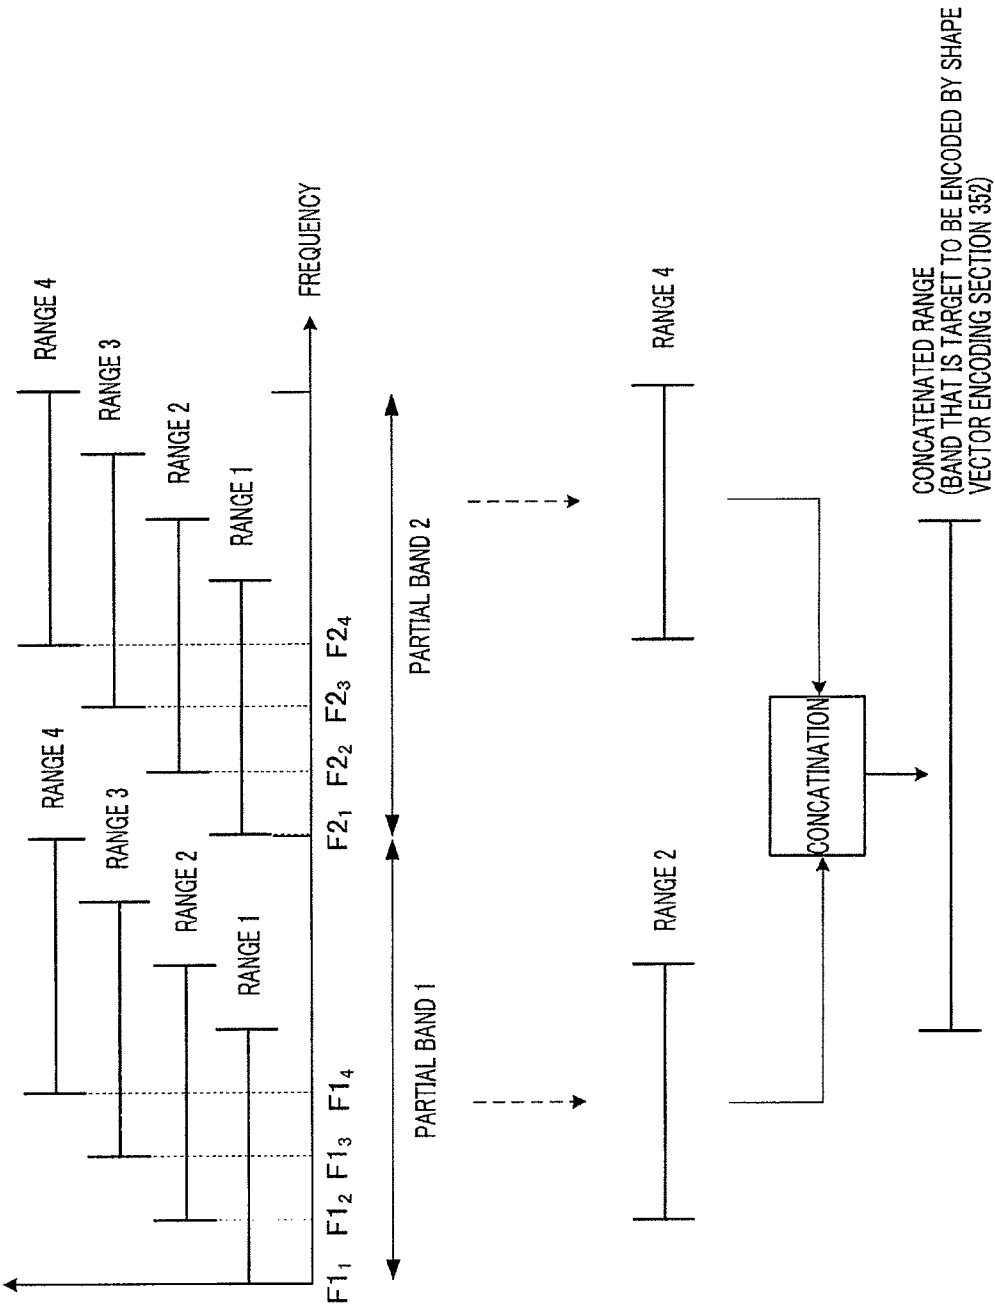 RANGE 4
RANGE 3
RANGE 2
RANGE 1
RANGE 4
RANGE 3
RANGE 2
RANGE 1
FREQUENCY
F1₁ F1₂ F1₃ F1₄ F2₁ F2₂ F2₃ F2₄
PARTIAL BAND 1
PARTIAL BAND 2
RANGE 2
RANGE 4
CONCATINATION
CONCATENATED RANGE
(BAND THAT IS TARGET TO BE ENCODED BY SHAPE
VECTOR ENCODING SECTION 352)